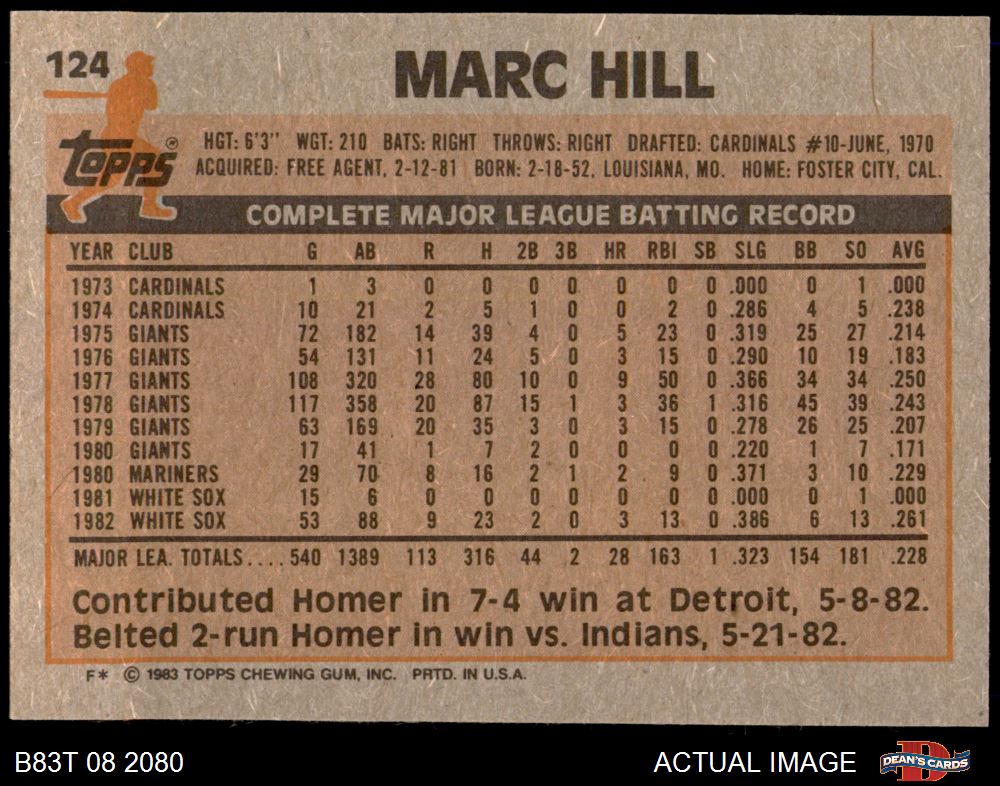 124
MARC HILL
Topps®
HGT: 6'3'' WGT: 210 BATS: RIGHT THROWS: RIGHT DRAFTED: CARDINALS #10-JUNE, 1970
ACQUIRED: FREE AGENT, 2-12-81 BORN: 2-18-52, LOUISIANA, MO. HOME: FOSTER CITY, CAL.
COMPLETE MAJOR LEAGUE BATTING RECORD
YEAR CLUB G AB R H 2B 3B HR RBI SB SLG BB SO AVG
1973 CARDINALS 1 3 0 0 0 0 0 0 0 .000 0 1 .000
1974 CARDINALS 10 21 2 5 1 0 0 2 0 .286 4 5 .238
1975 GIANTS 72 182 14 39 4 0 5 23 0 .319 25 27 .214
1976 GIANTS 54 131 11 24 5 0 3 15 0 .290 10 19 .183
1977 GIANTS 108 320 28 80 10 0 9 50 0 .366 34 34 .250
1978 GIANTS 117 358 20 87 15 1 3 36 1 .316 45 39 .243
1979 GIANTS 63 169 20 35 3 0 3 15 0 .278 26 25 .207
1980 GIANTS 17 41 1 7 2 0 0 0 0 .220 1 7 .171
1980 MARINERS 29 70 8 16 2 1 2 9 0 .371 3 10 .229
1981 WHITE SOX 15 6 0 0 0 0 0 0 0 .000 0 1 .000
1982 WHITE SOX 53 88 9 23 2 0 3 13 0 .386 6 13 .261
MAJOR LEA. TOTALS.... 540 1389 113 316 44 2 28 163 1 .323 154 181 .228
Contributed Homer in 7-4 win at Detroit, 5-8-82.
Belted 2-run Homer in win vs. Indians, 5-21-82.
F* © 1983 TOPPS CHEWING GUM, INC. PRTD. IN U.S.A.
B83T 08 2080
ACTUAL IMAGE
D
DEAN'S CARDS